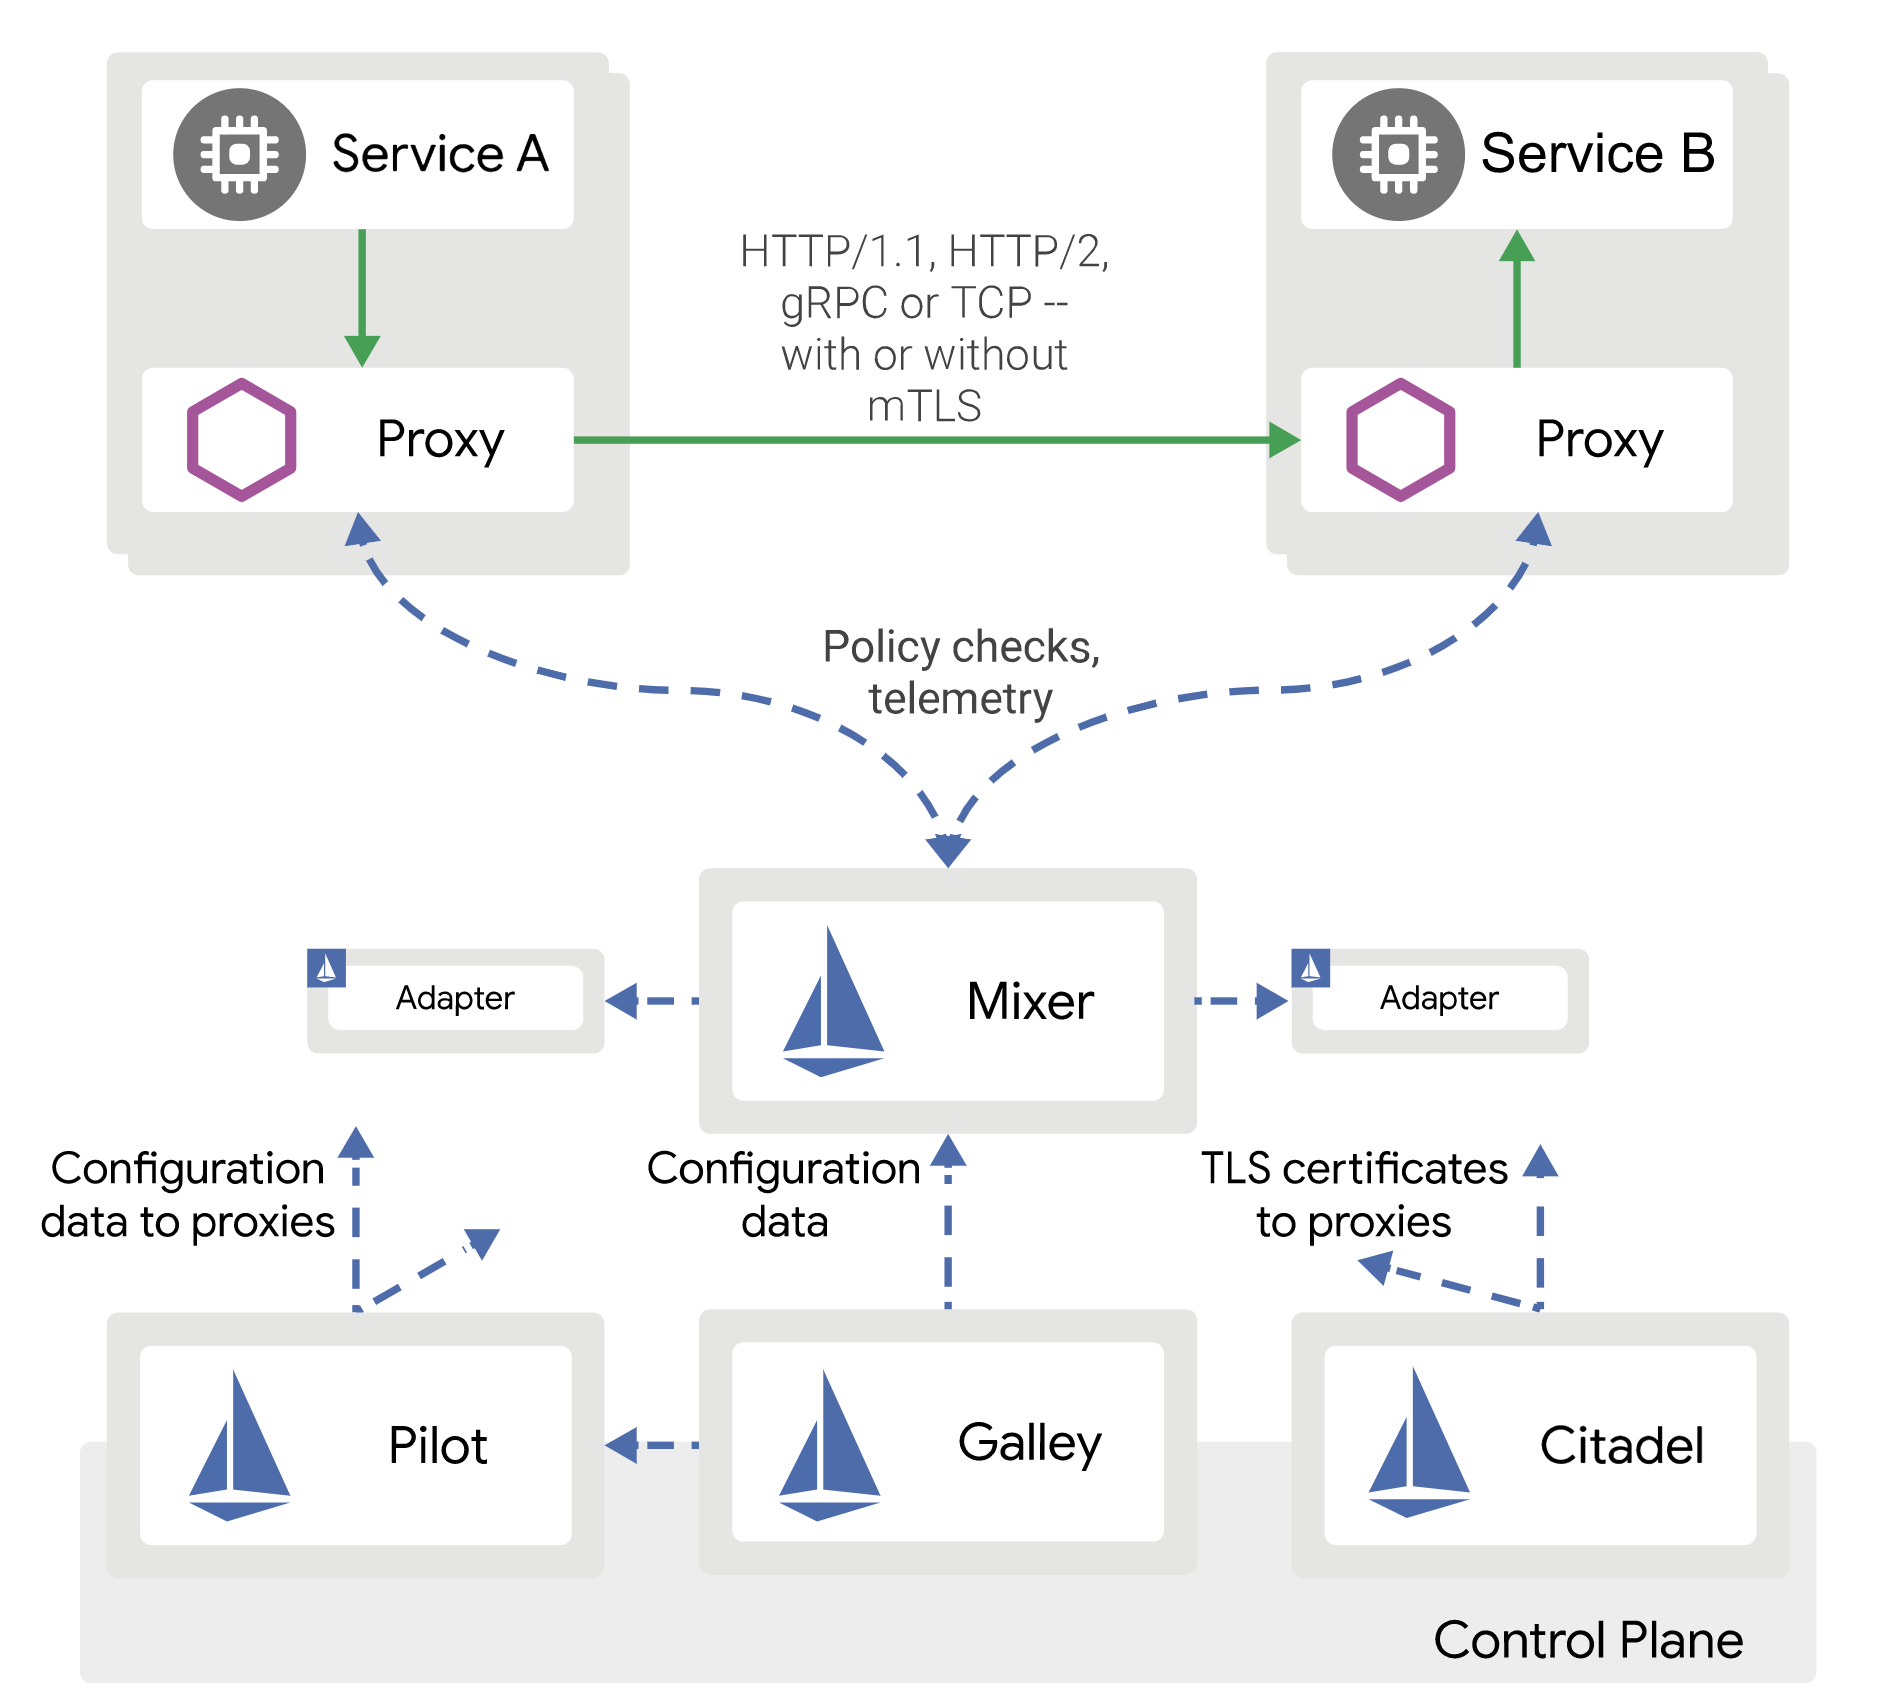 Service A
Service B
HTTP/1.1, HTTP/2,
gRPC or TCP --
with or without
mTLS
Proxy
Proxy
Policy checks,
telemetry
Adapter
Mixer
Adapter
Configuration
data to proxies
Configuration
data
TLS certificates
to proxies
Pilot
Galley
Citadel
Control Plane